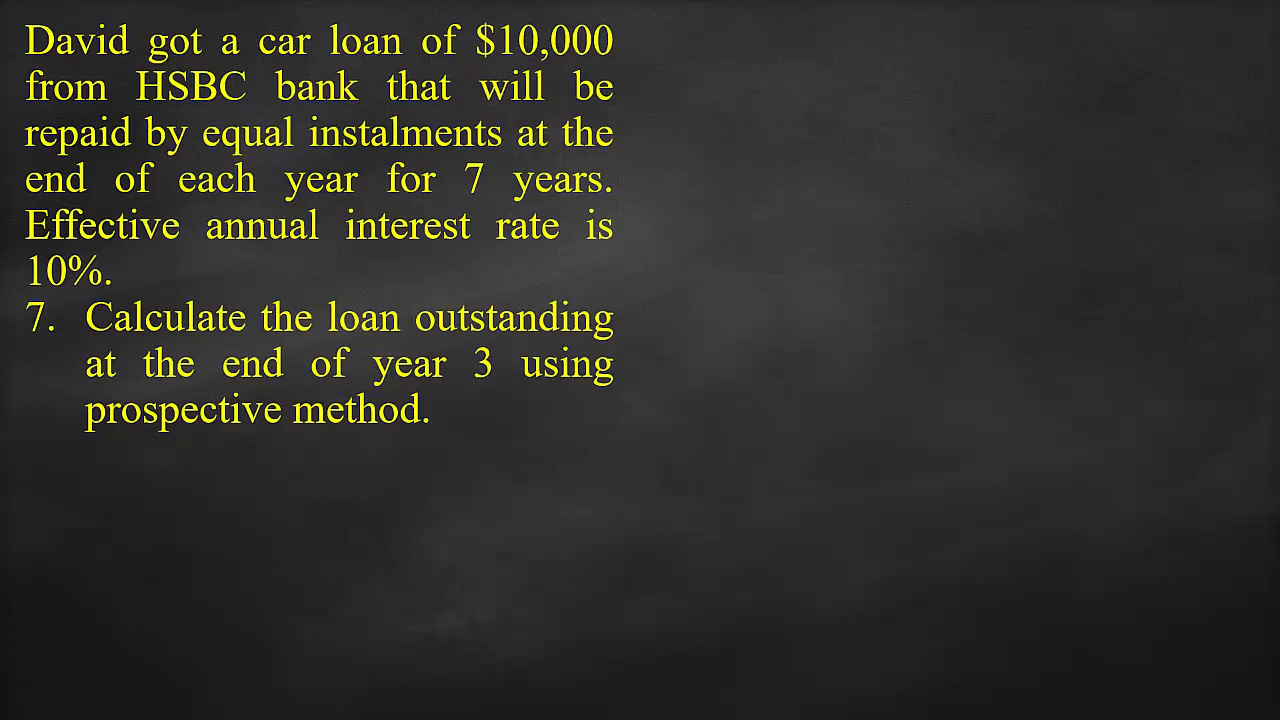 David got a car loan of $10,000
from HSBC bank that will be
repaid by equal instalments at the
end of each year for 7 years.
Effective annual interest rate is
10%.
7. Calculate the loan outstanding
at the end of year 3 using
prospective method.